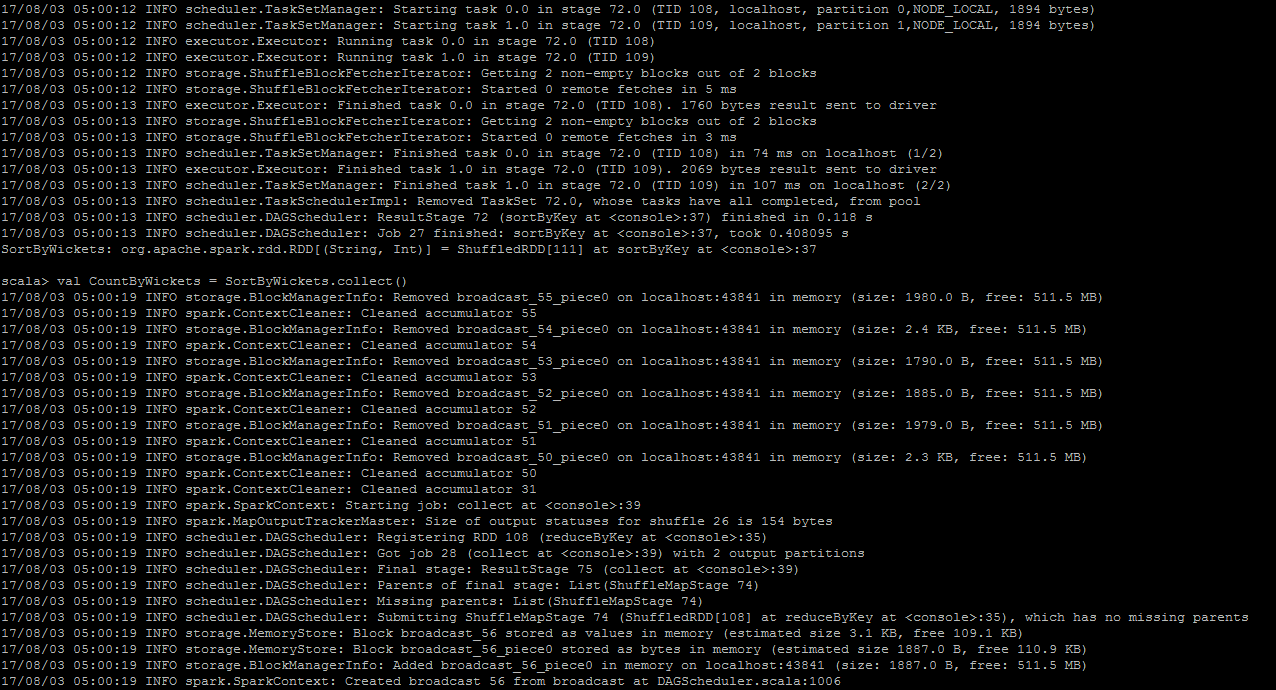 17/08/03 05:00:12 INFO scheduler.TaskSetManager: Starting task 0.0 in stage 72.0 (TID 108, localhost, partition 0,NODE_LOCAL, 1894 bytes)
17/08/03 05:00:12 INFO scheduler.TaskSetManager: Starting task 1.0 in stage 72.0 (TID 109, localhost, partition 1,NODE_LOCAL, 1894 bytes)
17/08/03 05:00:12 INFO executor.Executor: Running task 0.0 in stage 72.0 (TID 108)
17/08/03 05:00:12 INFO executor.Executor: Running task 1.0 in stage 72.0 (TID 109)
17/08/03 05:00:12 INFO storage.ShuffleBlockFetcherIterator: Getting 2 non-empty blocks out of 2 blocks
17/08/03 05:00:12 INFO storage.ShuffleBlockFetcherIterator: Started 0 remote fetches in 5 ms
17/08/03 05:00:13 INFO executor.Executor: Finished task 0.0 in stage 72.0 (TID 108). 1760 bytes result sent to driver
17/08/03 05:00:13 INFO storage.ShuffleBlockFetcherIterator: Getting 2 non-empty blocks out of 2 blocks
17/08/03 05:00:13 INFO storage.ShuffleBlockFetcherIterator: Started 0 remote fetches in 3 ms
17/08/03 05:00:13 INFO scheduler.TaskSetManager: Finished task 0.0 in stage 72.0 (TID 108) in 74 ms on localhost (1/2)
17/08/03 05:00:13 INFO executor.Executor: Finished task 1.0 in stage 72.0 (TID 109). 2069 bytes result sent to driver
17/08/03 05:00:13 INFO scheduler.TaskSetManager: Finished task 1.0 in stage 72.0 (TID 109) in 107 ms on localhost (2/2)
17/08/03 05:00:13 INFO scheduler.TaskSchedulerImpl: Removed TaskSet 72.0, whose tasks have all completed, from pool
17/08/03 05:00:13 INFO scheduler.DAGScheduler: ResultStage 72 (sortByKey at <console>:37) finished in 0.118 s
17/08/03 05:00:13 INFO scheduler.DAGScheduler: Job 27 finished: sortByKey at <console>:37, took 0.408095 s
SortByWickets: org.apache.spark.rdd.RDD[(String, Int)] = ShuffledRDD[111] at sortByKey at <console>:37
scala> val CountByWickets = SortByWickets.collect()
17/08/03 05:00:19 INFO storage.BlockManagerInfo: Removed broadcast_55_piece0 on localhost:43841 in memory (size: 1980.0 B, free: 511.5 MB)
17/08/03 05:00:19 INFO spark.ContextCleaner: Cleaned accumulator 55
17/08/03 05:00:19 INFO storage.BlockManagerInfo: Removed broadcast_54_piece0 on localhost:43841 in memory (size: 2.4 KB, free: 511.5 MB)
17/08/03 05:00:19 INFO spark.ContextCleaner: Cleaned accumulator 54
17/08/03 05:00:19 INFO storage.BlockManagerInfo: Removed broadcast_53_piece0 on localhost:43841 in memory (size: 1790.0 B, free: 511.5 MB)
17/08/03 05:00:19 INFO spark.ContextCleaner: Cleaned accumulator 53
17/08/03 05:00:19 INFO storage.BlockManagerInfo: Removed broadcast_52_piece0 on localhost:43841 in memory (size: 1885.0 B, free: 511.5 MB)
17/08/03 05:00:19 INFO spark.ContextCleaner: Cleaned accumulator 52
17/08/03 05:00:19 INFO storage.BlockManagerInfo: Removed broadcast_51_piece0 on localhost:43841 in memory (size: 1979.0 B, free: 511.5 MB)
17/08/03 05:00:19 INFO spark.ContextCleaner: Cleaned accumulator 51
17/08/03 05:00:19 INFO storage.BlockManagerInfo: Removed broadcast_50_piece0 on localhost:43841 in memory (size: 2.3 KB, free: 511.5 MB)
17/08/03 05:00:19 INFO spark.ContextCleaner: Cleaned accumulator 50
17/08/03 05:00:19 INFO spark.ContextCleaner: Cleaned accumulator 31
17/08/03 05:00:19 INFO spark.SparkContext: Starting job: collect at <console>:39
17/08/03 05:00:19 INFO spark.MapOutputTrackerMaster: Size of output statuses for shuffle 26 is 154 bytes
17/08/03 05:00:19 INFO scheduler.DAGScheduler: Registering RDD 108 (reduceByKey at <console>:35)
17/08/03 05:00:19 INFO scheduler.DAGScheduler: Got job 28 (collect at <console>:39) with 2 output partitions
17/08/03 05:00:19 INFO scheduler.DAGScheduler: Final stage: ResultStage 75 (collect at <console>:39)
17/08/03 05:00:19 INFO scheduler.DAGScheduler: Parents of final stage: List(ShuffleMapStage 74)
17/08/03 05:00:19 INFO scheduler.DAGScheduler: Missing parents: List(ShuffleMapStage 74)
17/08/03 05:00:19 INFO scheduler.DAGScheduler: Submitting ShuffleMapStage 74 (ShuffledRDD[108] at reduceByKey at <console>:35), which has no missing parents
17/08/03 05:00:19 INFO storage.MemoryStore: Block broadcast_56 stored as values in memory (estimated size 3.1 KB, free 109.1 KB)
17/08/03 05:00:19 INFO storage.MemoryStore: Block broadcast_56_piece0 stored as bytes in memory (estimated size 1887.0 B, free 110.9 KB)
17/08/03 05:00:19 INFO storage.BlockManagerInfo: Added broadcast_56_piece0 in memory on localhost:43841 (size: 1887.0 B, free: 511.5 MB)
17/08/03 05:00:19 INFO spark.SparkContext: Created broadcast 56 from broadcast at DAGScheduler.scala:1006